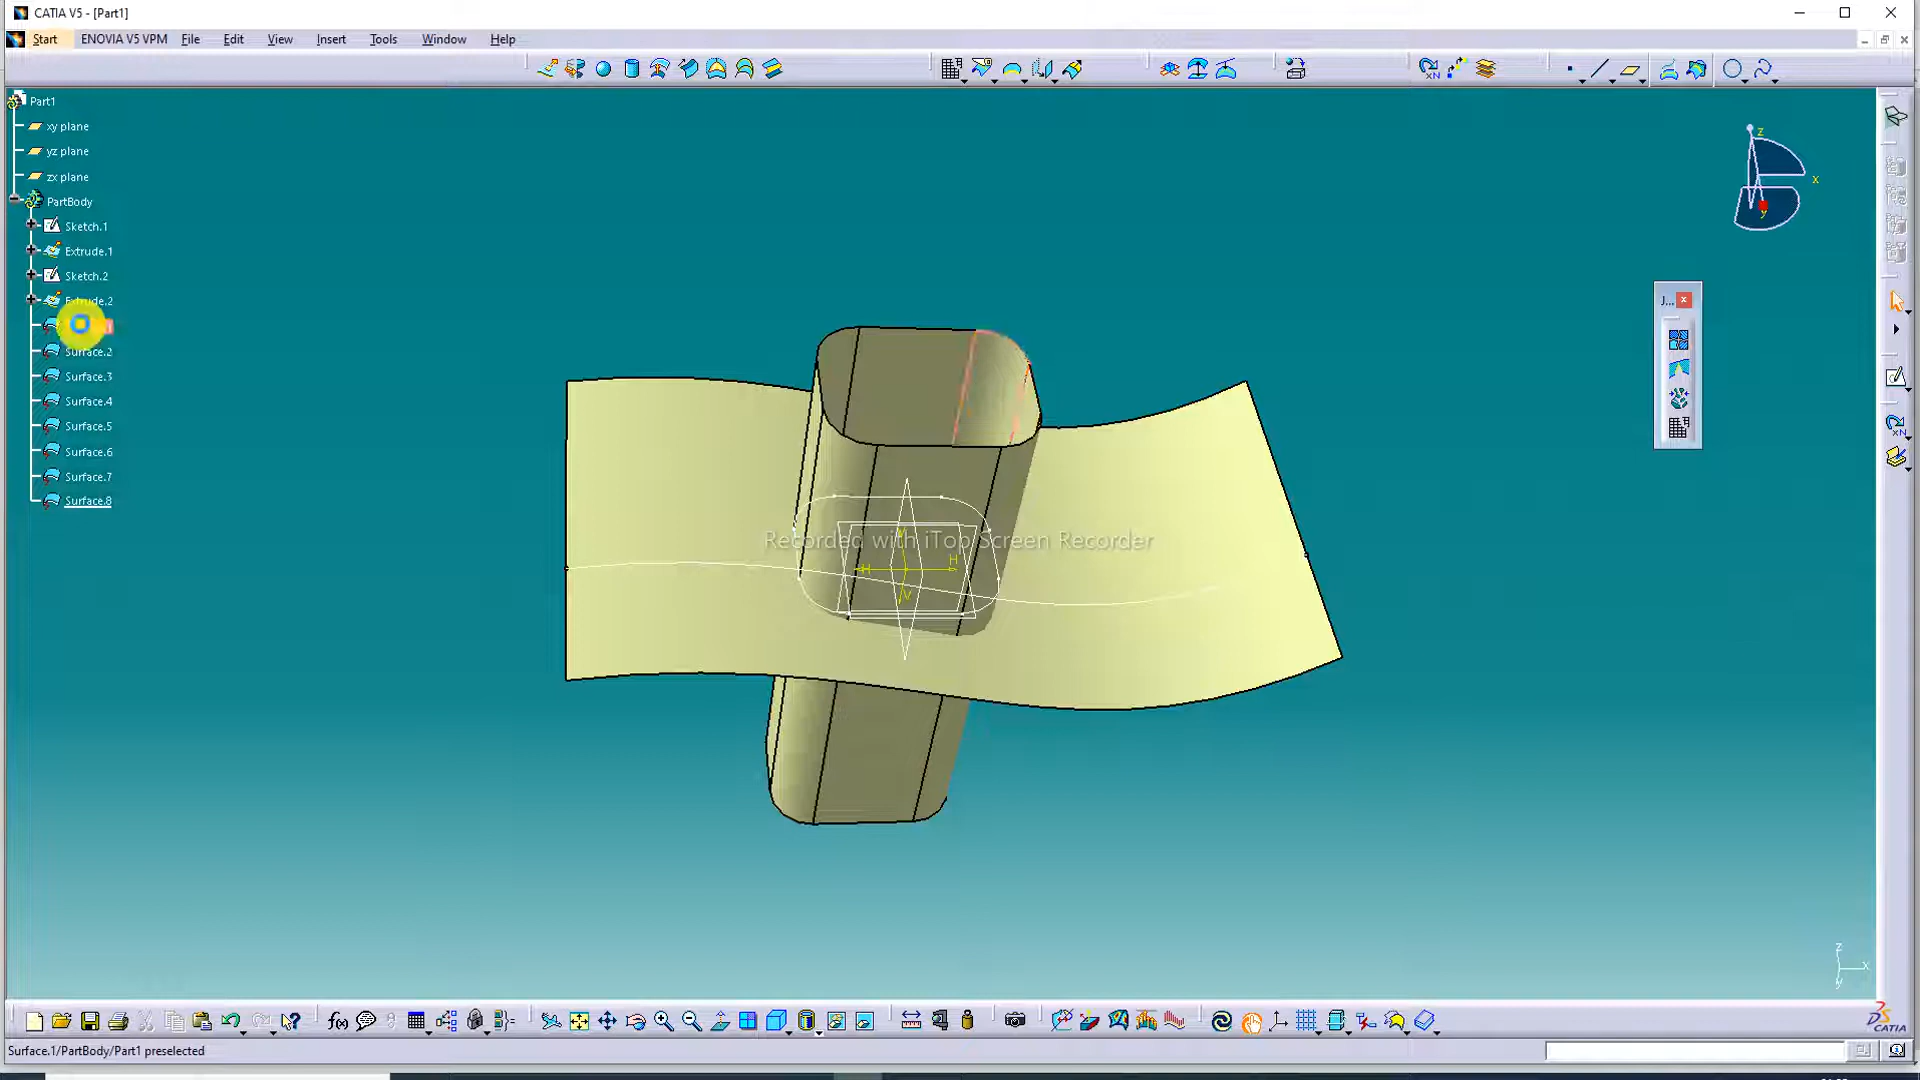 CATIA V5 - [Part1]
Start ENOVIA V5 VPM File Edit View Insert Tools Window Help
Part1
xy plane
yz plane
zx plane
PartBody
Sketch.1
Extrude.1
Sketch.2
Extrude.2
Surface.2
Surface.3
Surface.4
Surface.5
Surface.6
Surface.7
Surface.8
z
x
y
J...
H
H
V
Recorded with iTop Screen Recorder
z
x
y
CATIA
Surface.1/PartBody/Part1 preselected